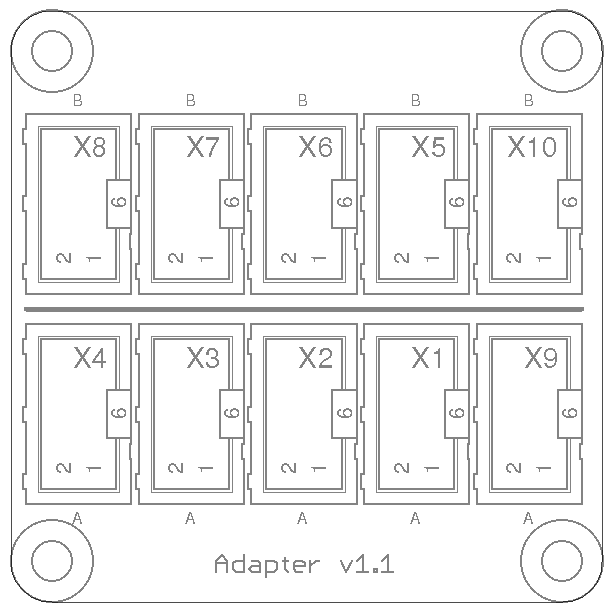 B B B B B
X8 X7 X6 X5 X10
6 6 6 6 6
2 1 2 1 2 1 2 1 2 1
X4 X3 X2 X1 X9
6 6 6 6 6
2 1 2 1 2 1 2 1 2 1
A A A A A
Adapter v1.1